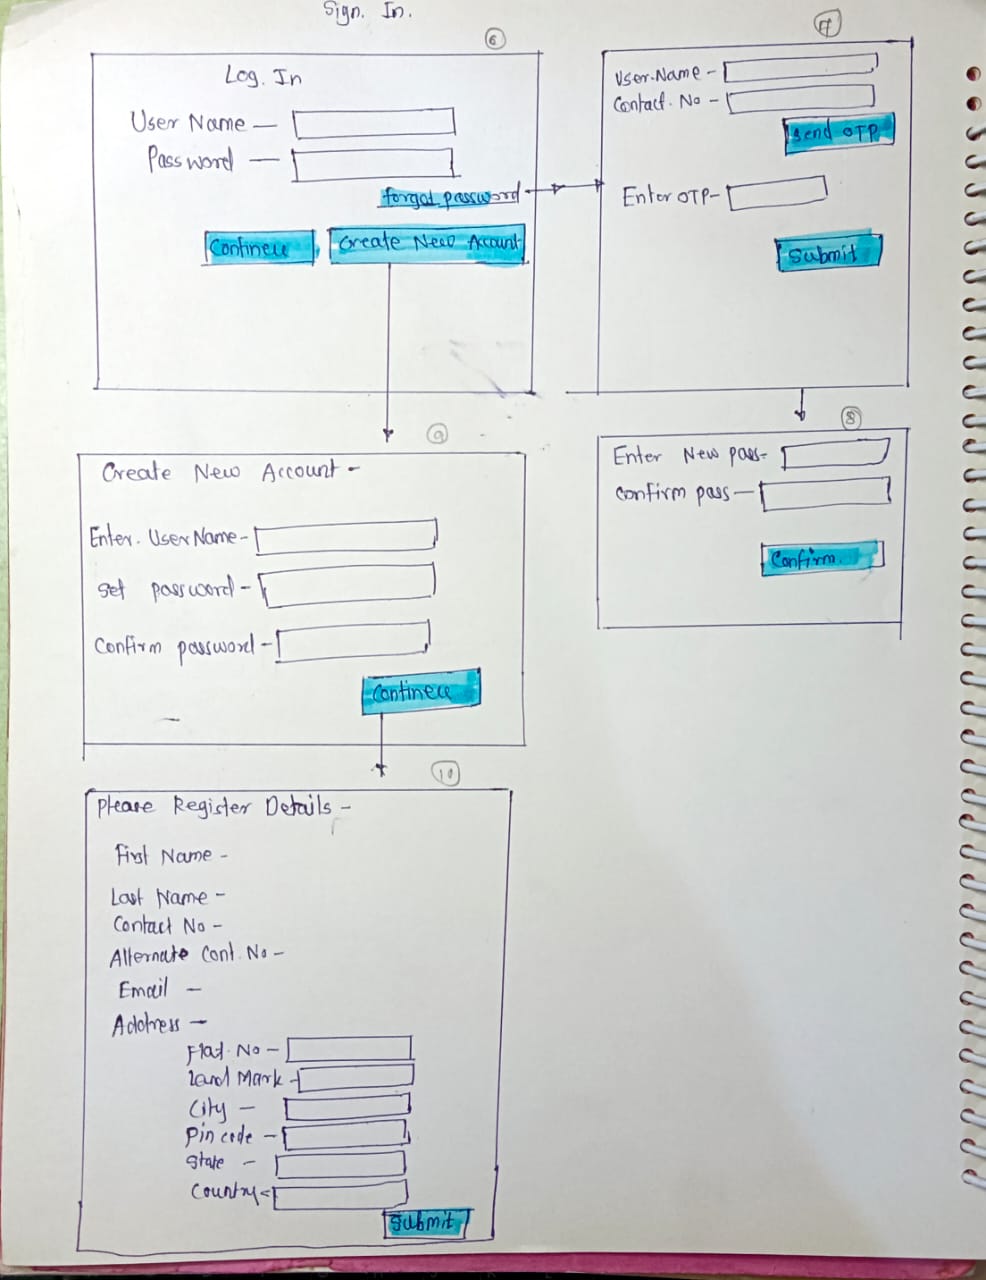 Sign. In.
6
Log. In
User Name —
Password —
forgot password
Contineu
Create New Account
7
User.Name -
Contact. No -
Send OTP
Enter OTP-
Submit
8
Enter New pass-
Confirm pass —
Confirm.
9
Create New Account -
Enter. User Name -
Set password -
Confirm password -
Contineu
10
Please Register Details -
First Name -
Last Name -
Contact No -
Alternate Cont. No -
Email -
Address -
Flat. No -
Land Mark -
City -
Pin code -
State -
Country -
Submit